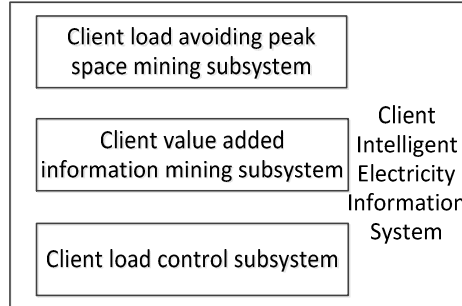 Client load avoiding peak
space mining subsystem
Client value added
information mining subsystem
Client load control subsystem
Client
Intelligent
Electricity
Information
System